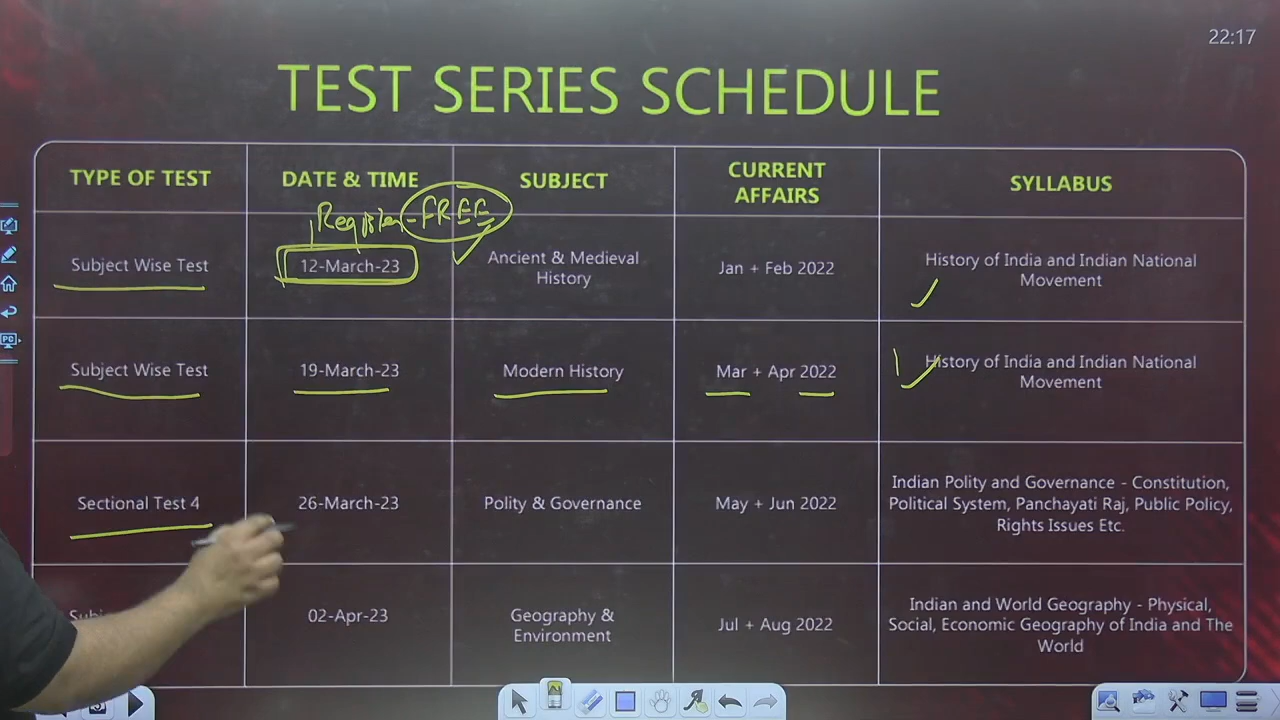 22:17
TEST SERIES SCHEDULE
TYPE OF TEST
DATE & TIME
SUBJECT
CURRENT
AFFAIRS
SYLLABUS
Register - FREE
Subject Wise Test
12-March-23
Ancient & Medieval
History
Jan + Feb 2022
History of India and Indian National
Movement
Subject Wise Test
19-March-23
Modern History
Mar + Apr 2022
History of India and Indian National
Movement
Sectional Test 4
26-March-23
Polity & Governance
May + Jun 2022
Indian Polity and Governance - Constitution,
Political System, Panchayati Raj, Public Policy,
Rights Issues Etc.
02-Apr-23
Geography &
Environment
Jul + Aug 2022
Indian and World Geography - Physical,
Social, Economic Geography of India and The
World